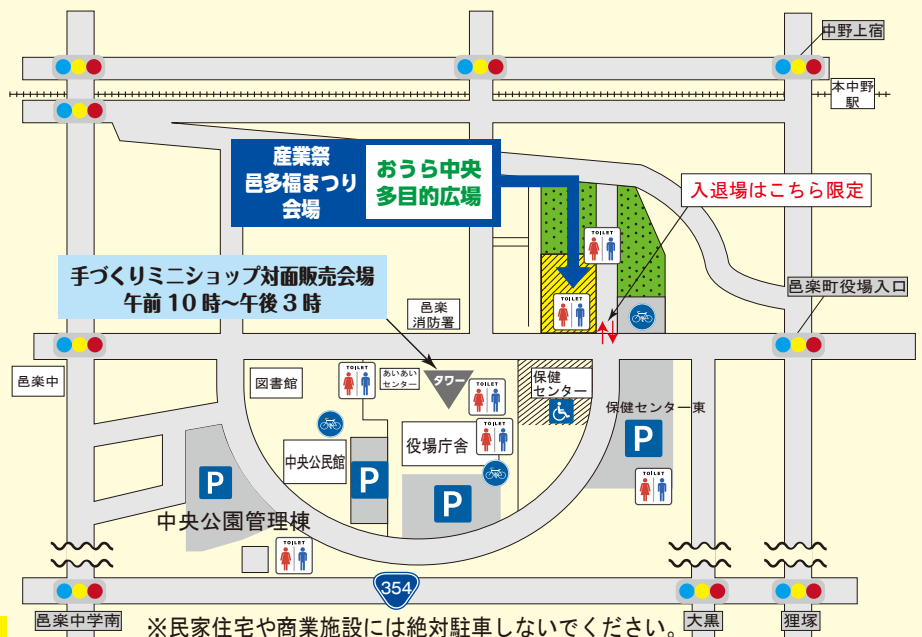 中野上宿
本中野
駅
産業祭
邑多福まつり
会場
おうら中央
多目的広場
入退場はこちら限定
TOILET
手づくりミニショップ対面販売会場
午前10時～午後3時
TOILET
邑楽
消防署
邑楽町役場入口
邑楽中
図書館
TOILET
あいあい
センター
タワー
TOILET
保健
センター
保健センター東
中央公民館
役場庁舎
TOILET
P
P
P
P
TOILET
中央公園管理棟
TOILET
354
邑楽中学南
大黒
狸塚
※民家住宅や商業施設には絶対駐車しないでください。